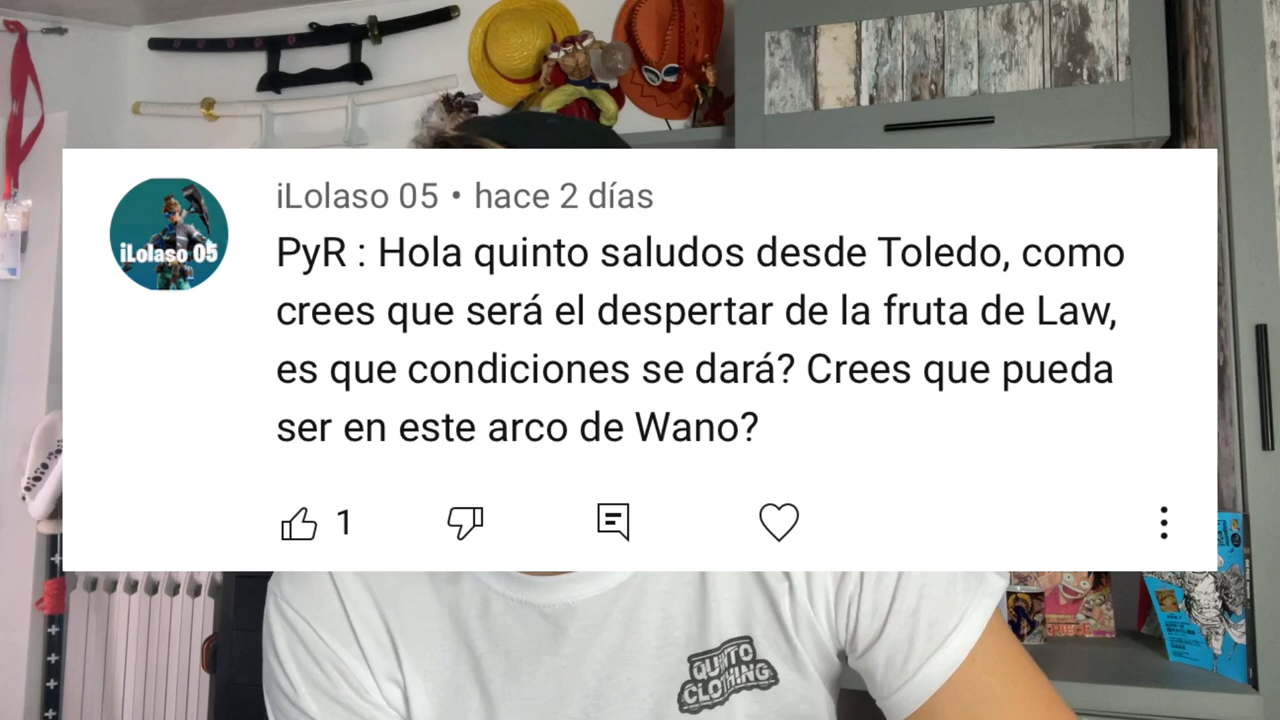 iLolaso 05 • hace 2 días
iLolaso 05
PyR : Hola quinto saludos desde Toledo, como
crees que será el despertar de la fruta de Law,
es que condiciones se dará? Crees que pueda
ser en este arco de Wano?
1
QUINTO
CLOTHING